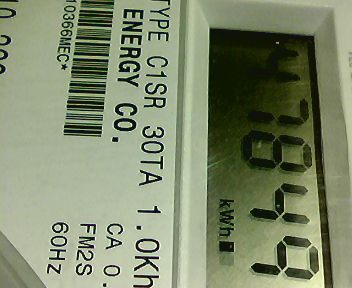 47849
kWh
TYPE C1SR 30TA 1.0Kh
ENERGY CO.
CA 0.
FM2S
10366MEC*
60Hz